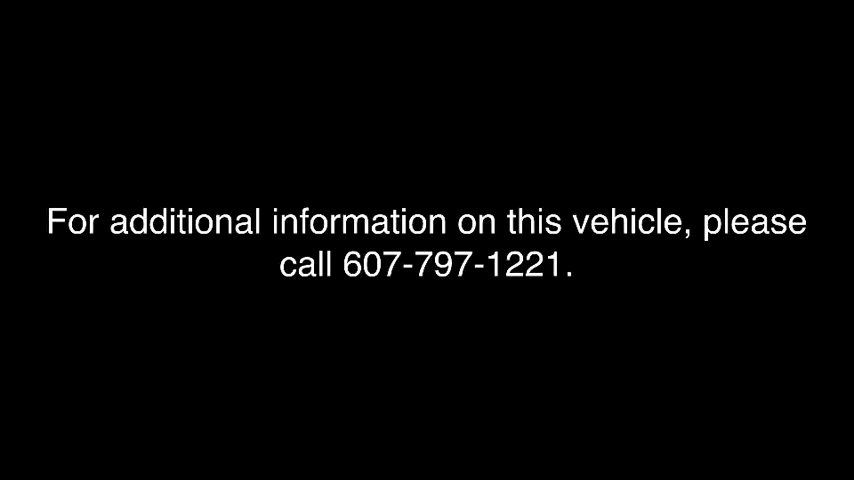 For additional information on this vehicle, please
call 607-797-1221.